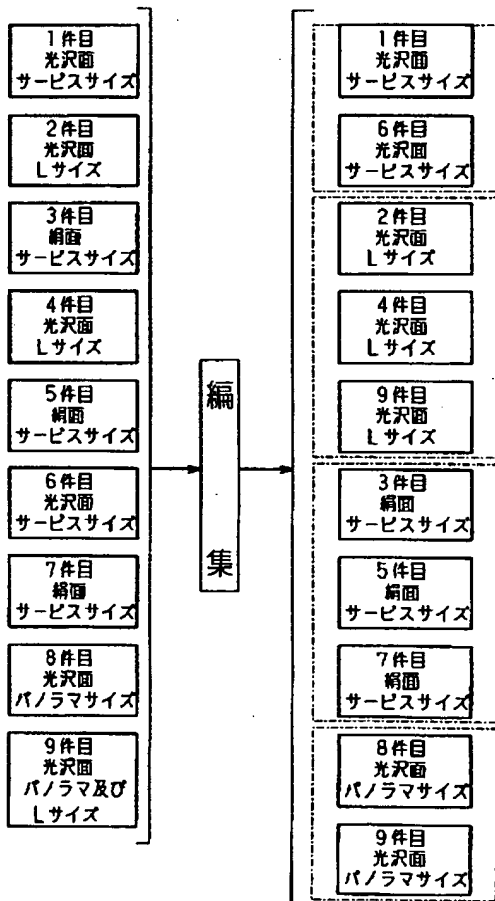 1件目
光沢面
サービスサイズ
2件目
光沢面
Lサイズ
3件目
絹面
サービスサイズ
4件目
光沢面
Lサイズ
5件目
絹面
サービスサイズ
6件目
光沢面
サービスサイズ
7件目
絹面
サービスサイズ
8件目
光沢面
パノラマサイズ
9件目
光沢面
パノラマ及び
Lサイズ
編
集
1件目
光沢面
サービスサイズ
6件目
光沢面
サービスサイズ
2件目
光沢面
Lサイズ
4件目
光沢面
Lサイズ
9件目
光沢面
Lサイズ
3件目
絹面
サービスサイズ
5件目
絹面
サービスサイズ
7件目
絹面
サービスサイズ
8件目
光沢面
パノラマサイズ
9件目
光沢面
パノラマサイズ